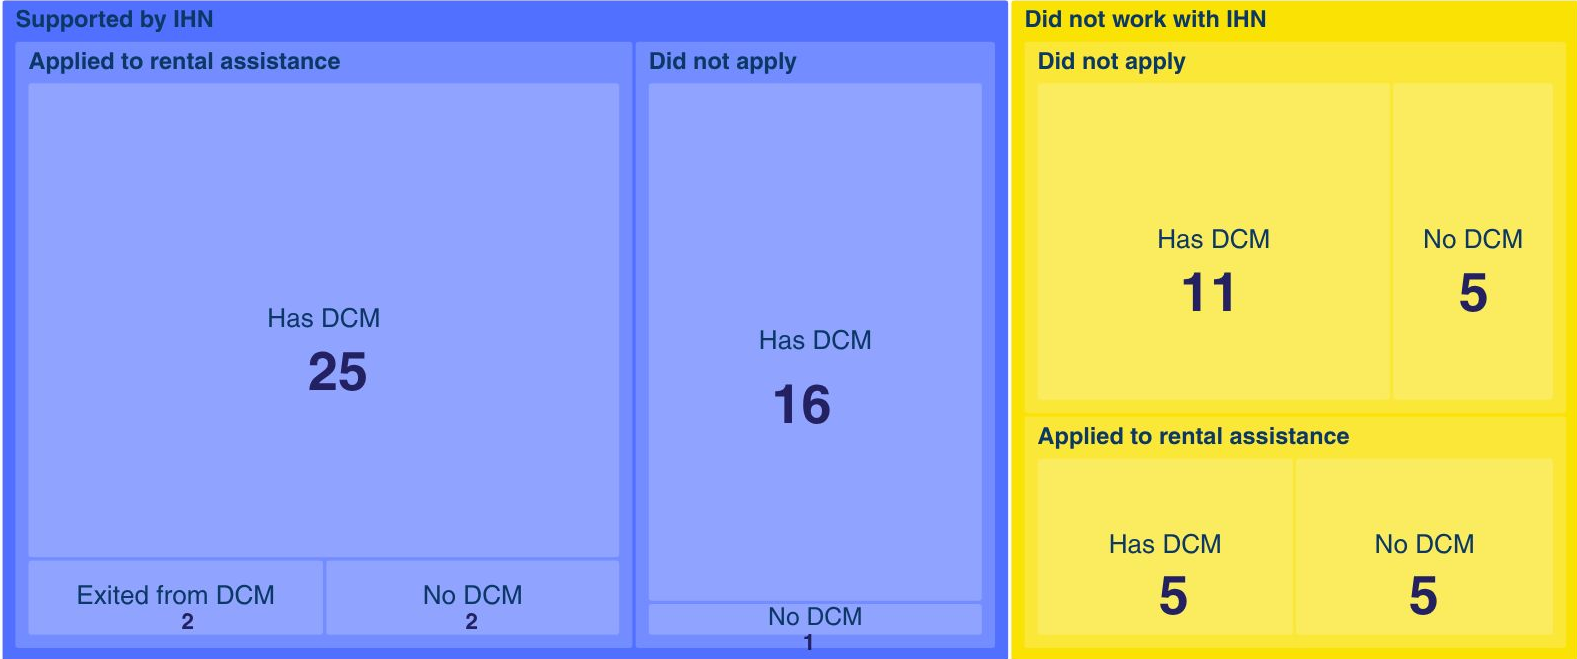 Supported by IHN
Applied to rental assistance
Has DCM
25
Exited from DCM
2
No DCM
2
Did not apply
Has DCM
16
No DCM
1
Did not work with IHN
Did not apply
Has DCM
11
No DCM
5
Applied to rental assistance
Has DCM
5
No DCM
5